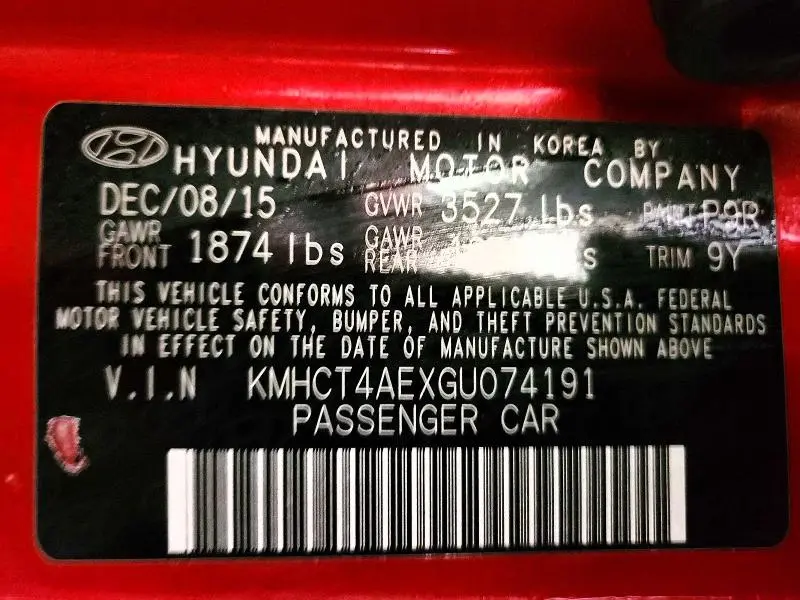 MANUFACTURED IN KOREA BY
HYUNDAI MOTOR COMPANY
DEC/08/15 GVWR 3527 lbs PAINT P9R
GAWR FRONT 1874 lbs GAWR REAR TRIM 9Y
THIS VEHICLE CONFORMS TO ALL APPLICABLE U.S.A. FEDERAL
MOTOR VEHICLE SAFETY, BUMPER, AND THEFT PREVENTION STANDARDS
IN EFFECT ON THE DATE OF MANUFACTURE SHOWN ABOVE
V.I.N KMHCT4AEXGU074191
PASSENGER CAR